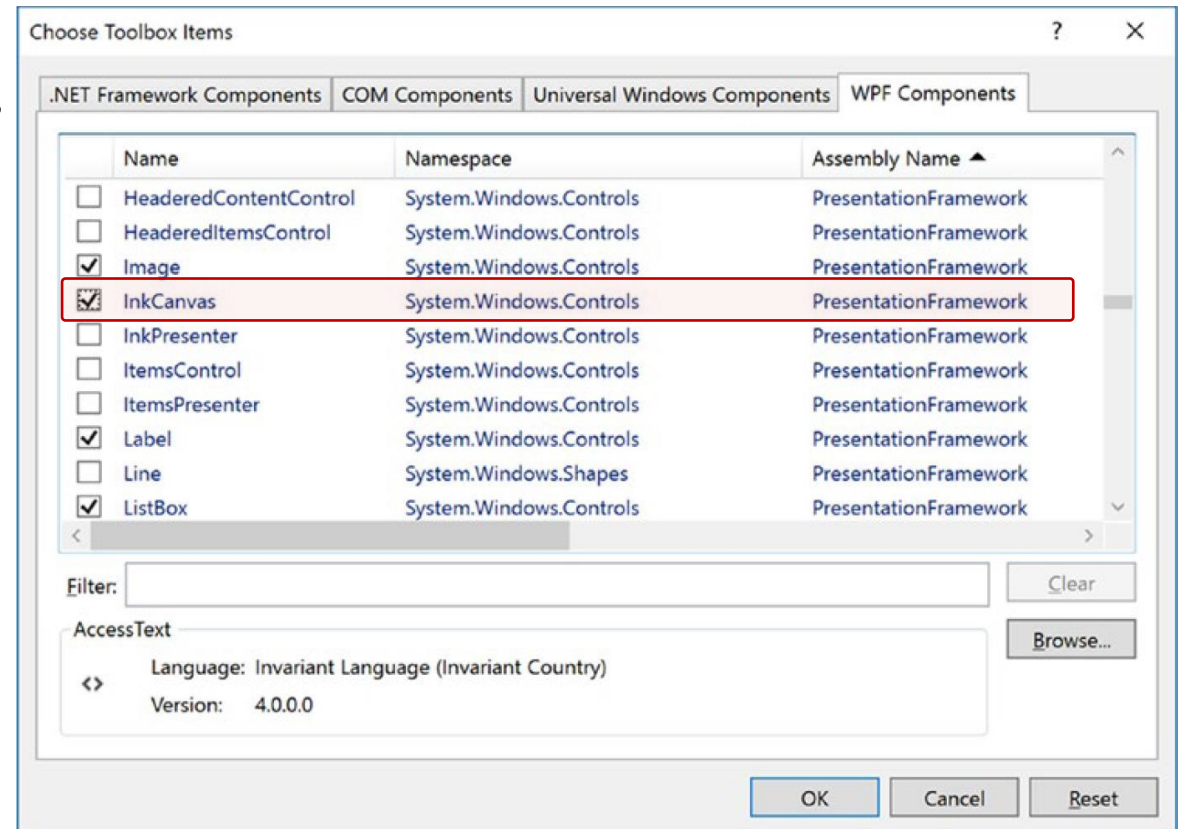 Choose Toolbox Items ? ×
.NET Framework Components COM Components Universal Windows Components WPF Components
Name Namespace Assembly Name
HeaderedContentControl System.Windows.Controls PresentationFramework
HeaderedItemsControl System.Windows.Controls PresentationFramework
Image System.Windows.Controls PresentationFramework
InkCanvas System.Windows.Controls PresentationFramework
InkPresenter System.Windows.Controls PresentationFramework
ItemsControl System.Windows.Controls PresentationFramework
ItemsPresenter System.Windows.Controls PresentationFramework
Label System.Windows.Controls PresentationFramework
Line System.Windows.Shapes PresentationFramework
ListBox System.Windows.Controls PresentationFramework
Filter: Clear
AccessText
Browse...
Language: Invariant Language (Invariant Country)
<> Version: 4.0.0.0
OK Cancel Reset